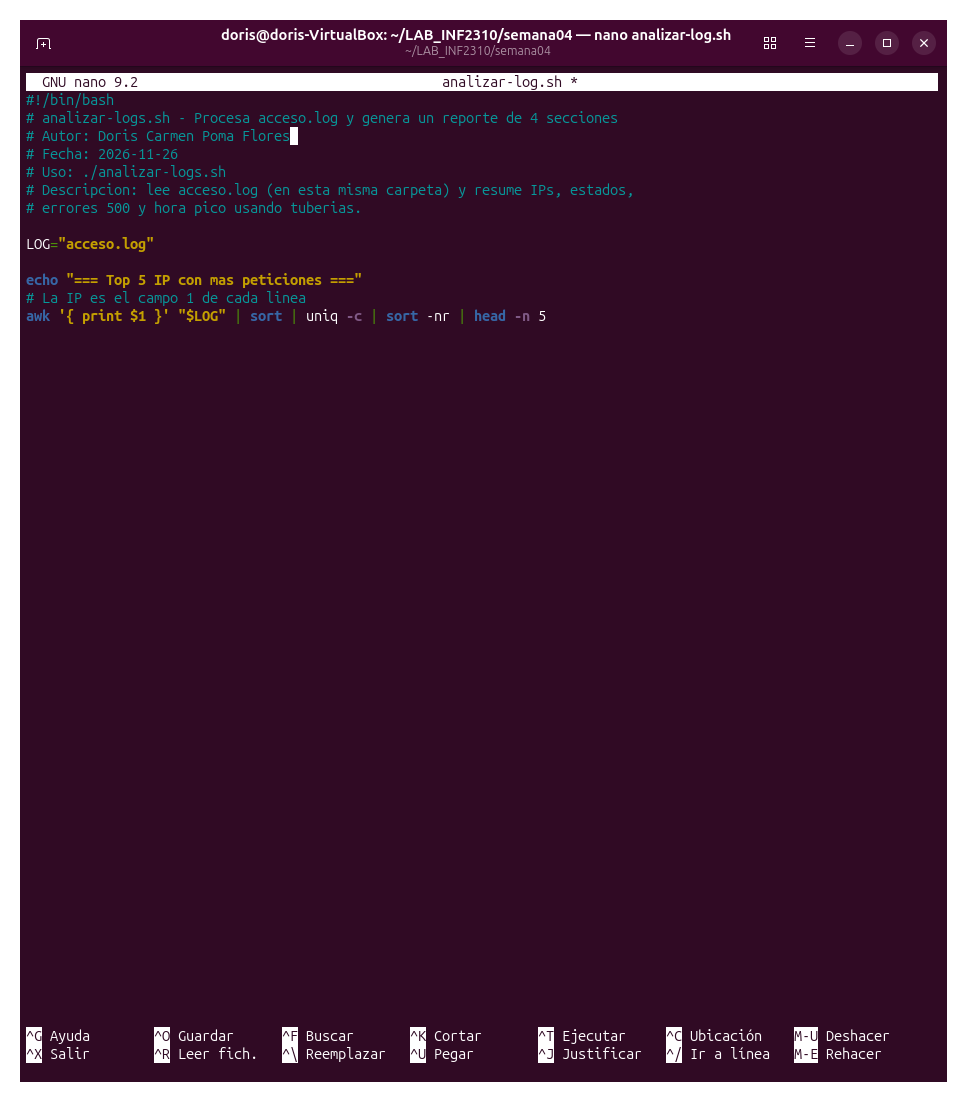 doris@doris-VirtualBox: ~/LAB_INF2310/semana04 — nano analizar-log.sh
~/LAB_INF2310/semana04
GNU nano 9.2 analizar-log.sh *
#!/bin/bash
# analizar-logs.sh - Procesa acceso.log y genera un reporte de 4 secciones
# Autor: Doris Carmen Poma Flores
# Fecha: 2026-11-26
# Uso: ./analizar-logs.sh
# Descripcion: lee acceso.log (en esta misma carpeta) y resume IPs, estados,
# errores 500 y hora pico usando tuberias.
LOG="acceso.log"
echo "=== Top 5 IP con mas peticiones ==="
# La IP es el campo 1 de cada linea
awk '{ print $1 }' "$LOG" | sort | uniq -c | sort -nr | head -n 5
^G Ayuda ^O Guardar ^F Buscar ^K Cortar ^T Ejecutar ^C Ubicación M-U Deshacer
^X Salir ^R Leer fich. ^\ Reemplazar ^U Pegar ^J Justificar ^/ Ir a línea M-E Rehacer